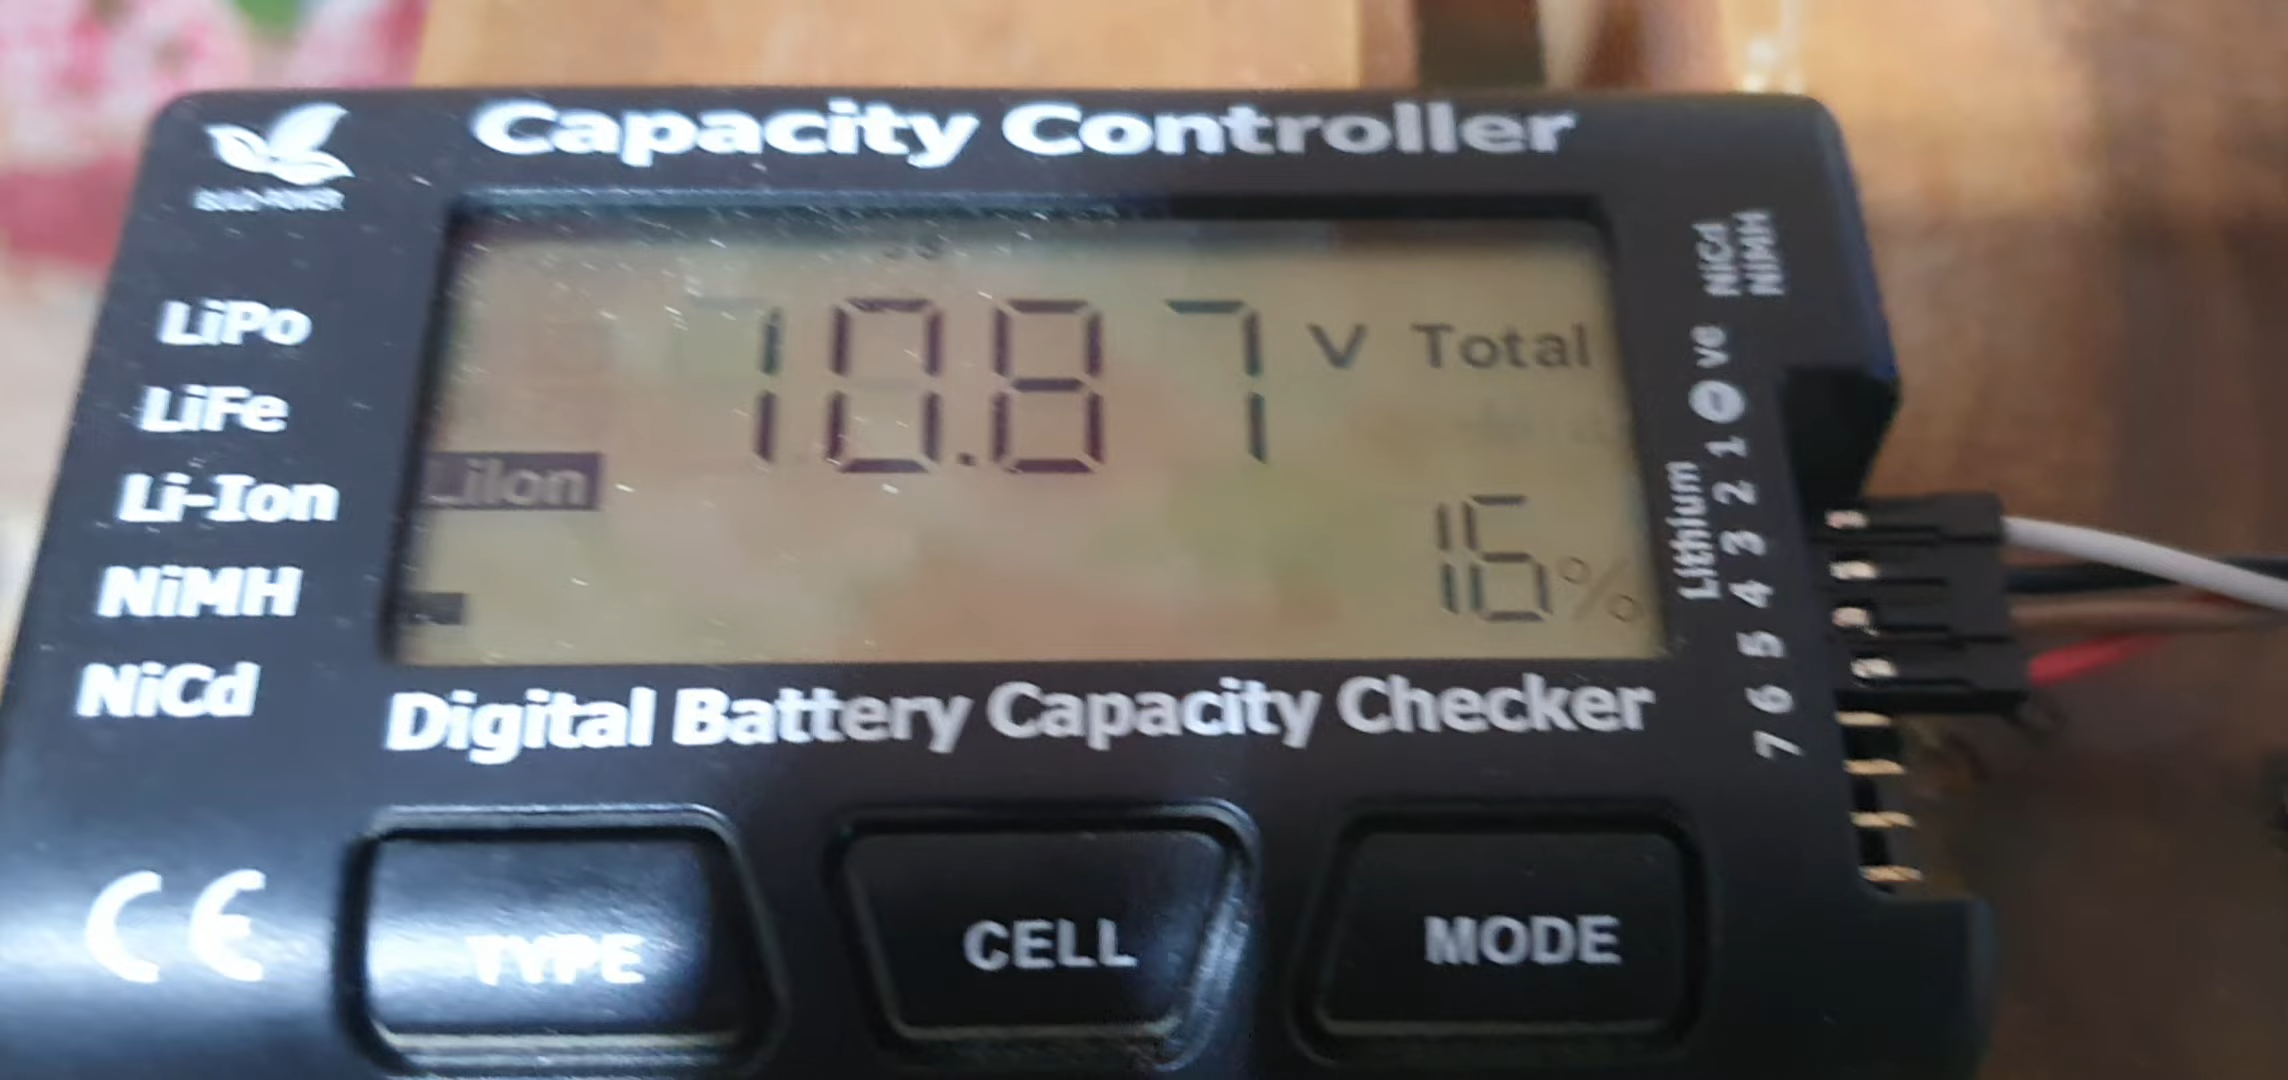 Capacity Controller
LiPo
LiFe
Li-Ion
NiMH
NiCd
10.87 V Total
LiIon
16%
NiCd
NiMH
ve
Lithium
1 2 3 4 5 6 7
Digital Battery Capacity Checker
CE
TYPE
CELL
MODE